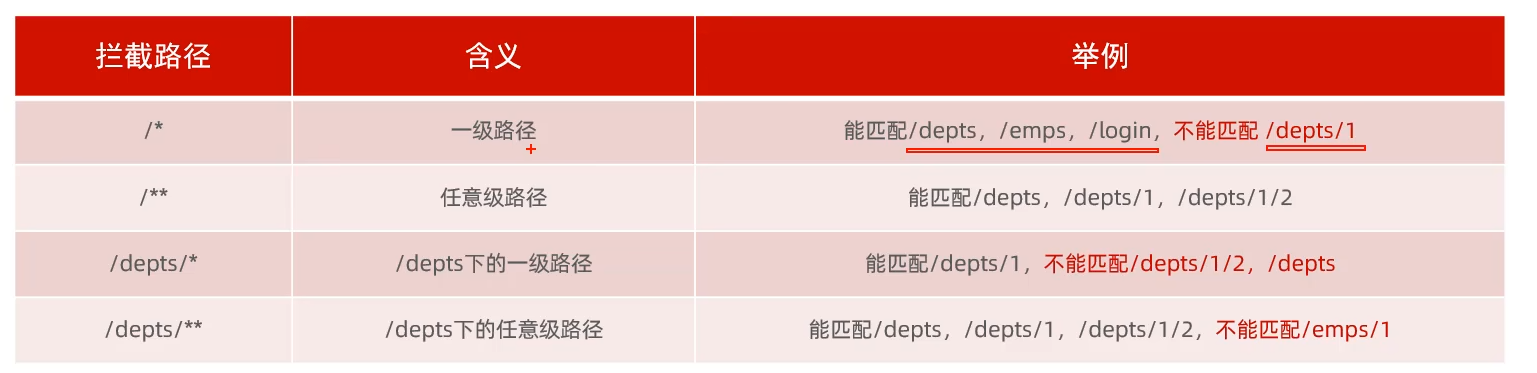 拦截路径 含义 举例
/* 一级路径 能匹配/depts，/emps，/login，不能匹配 /depts/1
/** 任意级路径 能匹配/depts，/depts/1，/depts/1/2
/depts/* /depts下的一级路径 能匹配/depts/1，不能匹配/depts/1/2，/depts
/depts/** /depts下的任意级路径 能匹配/depts，/depts/1，/depts/1/2，不能匹配/emps/1